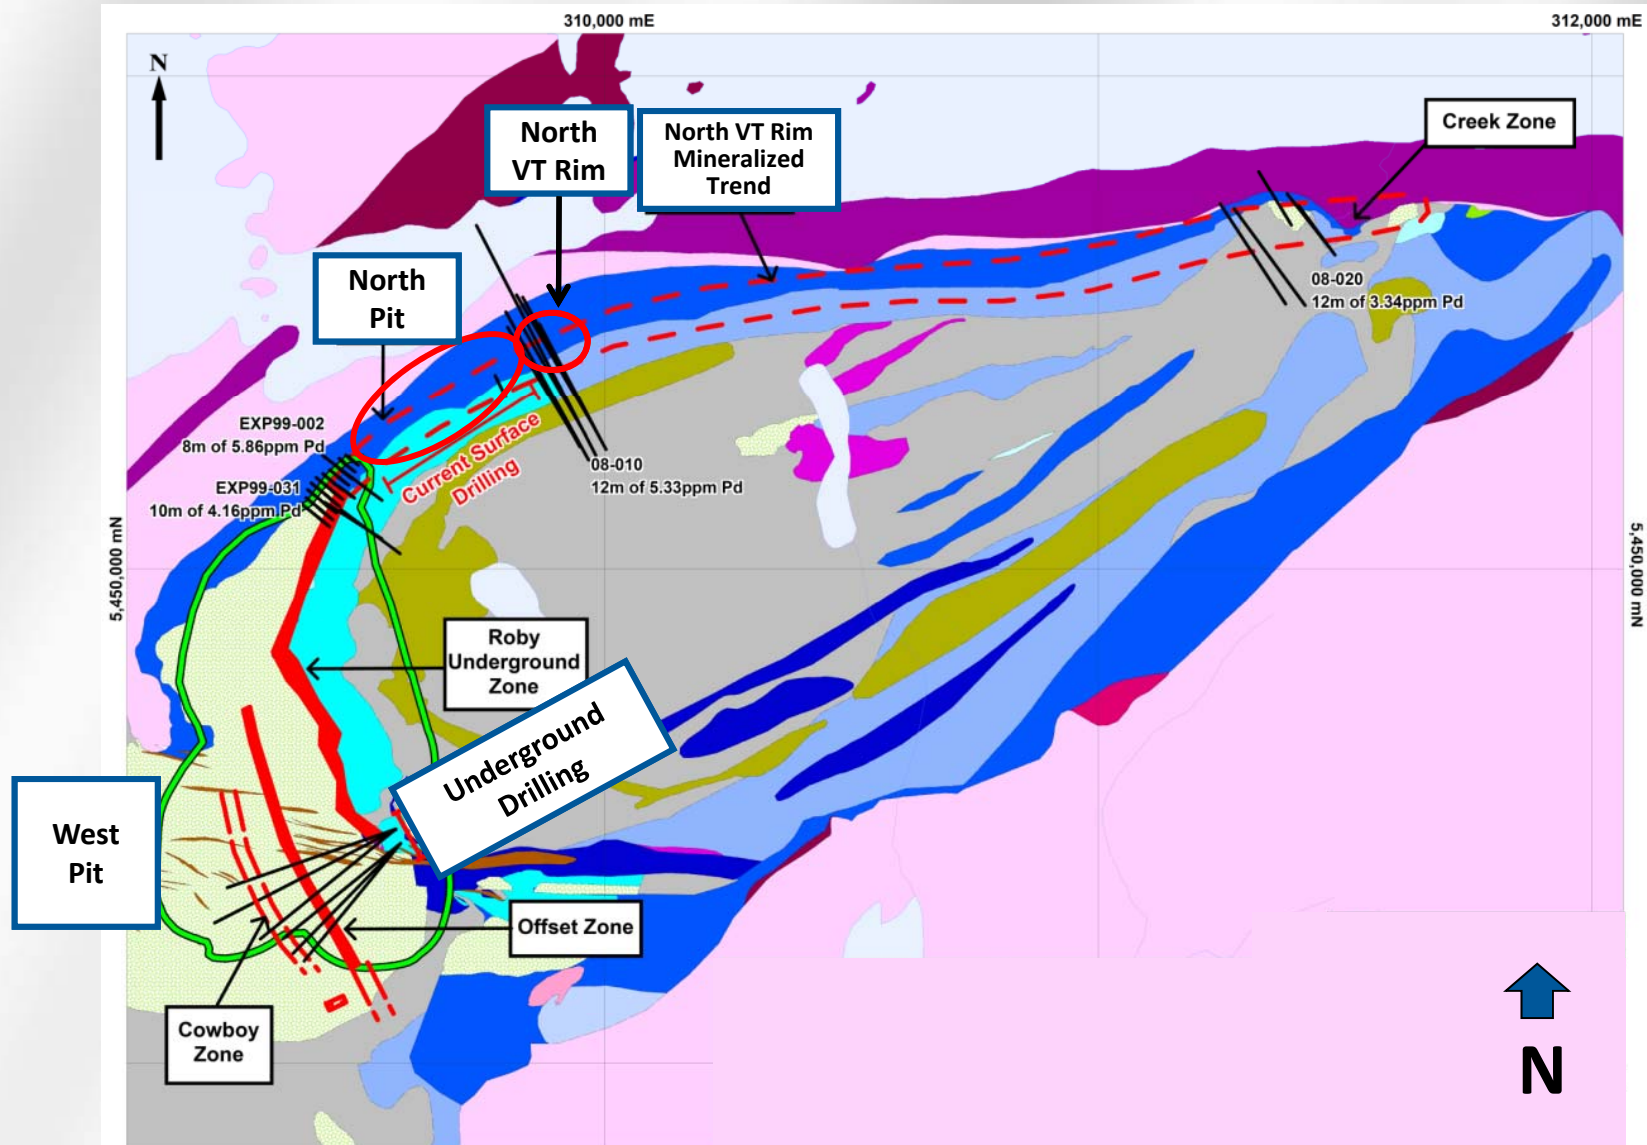 310,000 mE
312,000 mE
N
North
VT Rim
North VT Rim
Mineralized
Trend
Creek Zone
North
Pit
08-020
12m of 3.34ppm Pd
EXP99-002
8m of 5.86ppm Pd
Current Surface
Drilling
08-010
12m of 5.33ppm Pd
EXP99-031
10m of 4.16ppm Pd
5,450,000 mN
5,450,000 mN
Roby
Underground
Zone
Underground
Drilling
West
Pit
Offset Zone
Cowboy
Zone
N